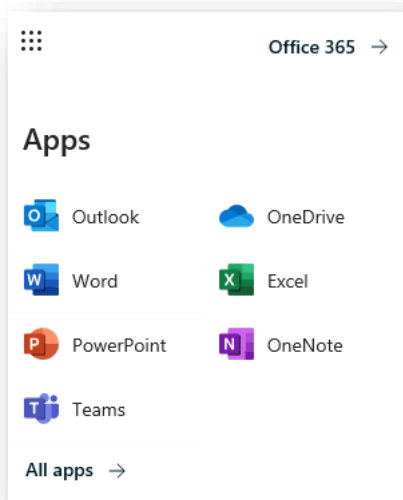 Office 365
Apps
Outlook
OneDrive
Word
Excel
PowerPoint
OneNote
Teams
All apps